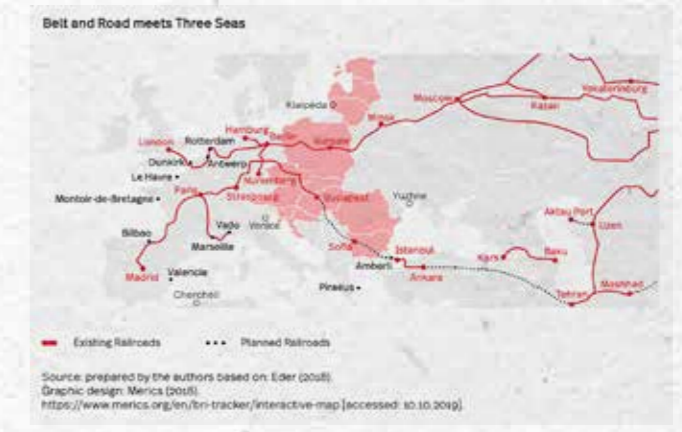 Belt and Road meets Three Seas
Yekaterinburg
Moscow
Kazan
Klaipėda
Minsk
Hamburg
London
Rotterdam
Berlin
Warsaw
Dunkirk
Antwerp
Le Havre
Nuremberg
Paris
Strasbourg
Budapest
Yuzhne
Montoir-de-Bretagne
Aktau Port
Uzen
Vado
Venice
Bilbao
Marseille
Sofia
Istanbul
Kars
Baku
Ambarli
Madrid
Valencia
Ankara
Mashhad
Piraeus
Cherchell
Tehran
Existing Railroads
Planned Railroads
Source: prepared by the authors based on: Eder (2018).
Graphic design: Merics (2018).
https://www.merics.org/en/bri-tracker/interactive-map [accessed: 10.10.2019].